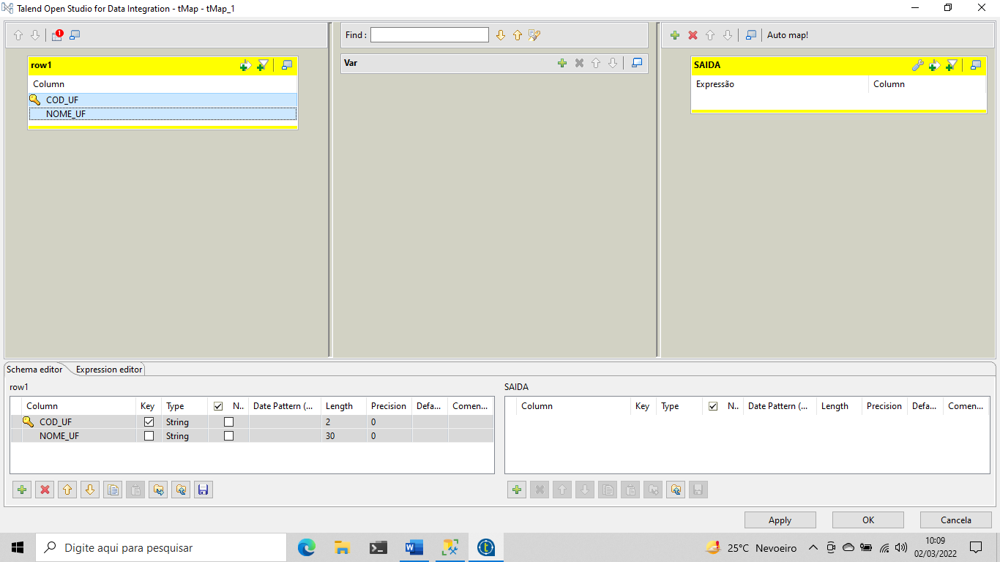 Talend Open Studio for Data Integration - tMap - tMap_1
1
Find :
Auto map!
row1
Column
COD_UF
NOME_UF
Var
SAIDA
Expressão Column
Schema editor Expression editor
row1
Column Key Type N.. Date Pattern (... Length Precision Defa... Comen...
COD_UF String 2 0
NOME_UF String 30 0
SAIDA
Column Key Type N.. Date Pattern (... Length Precision Defa... Comen...
Apply OK Cancela
Digite aqui para pesquisar
25°C Nevoeiro
10:09
02/03/2022